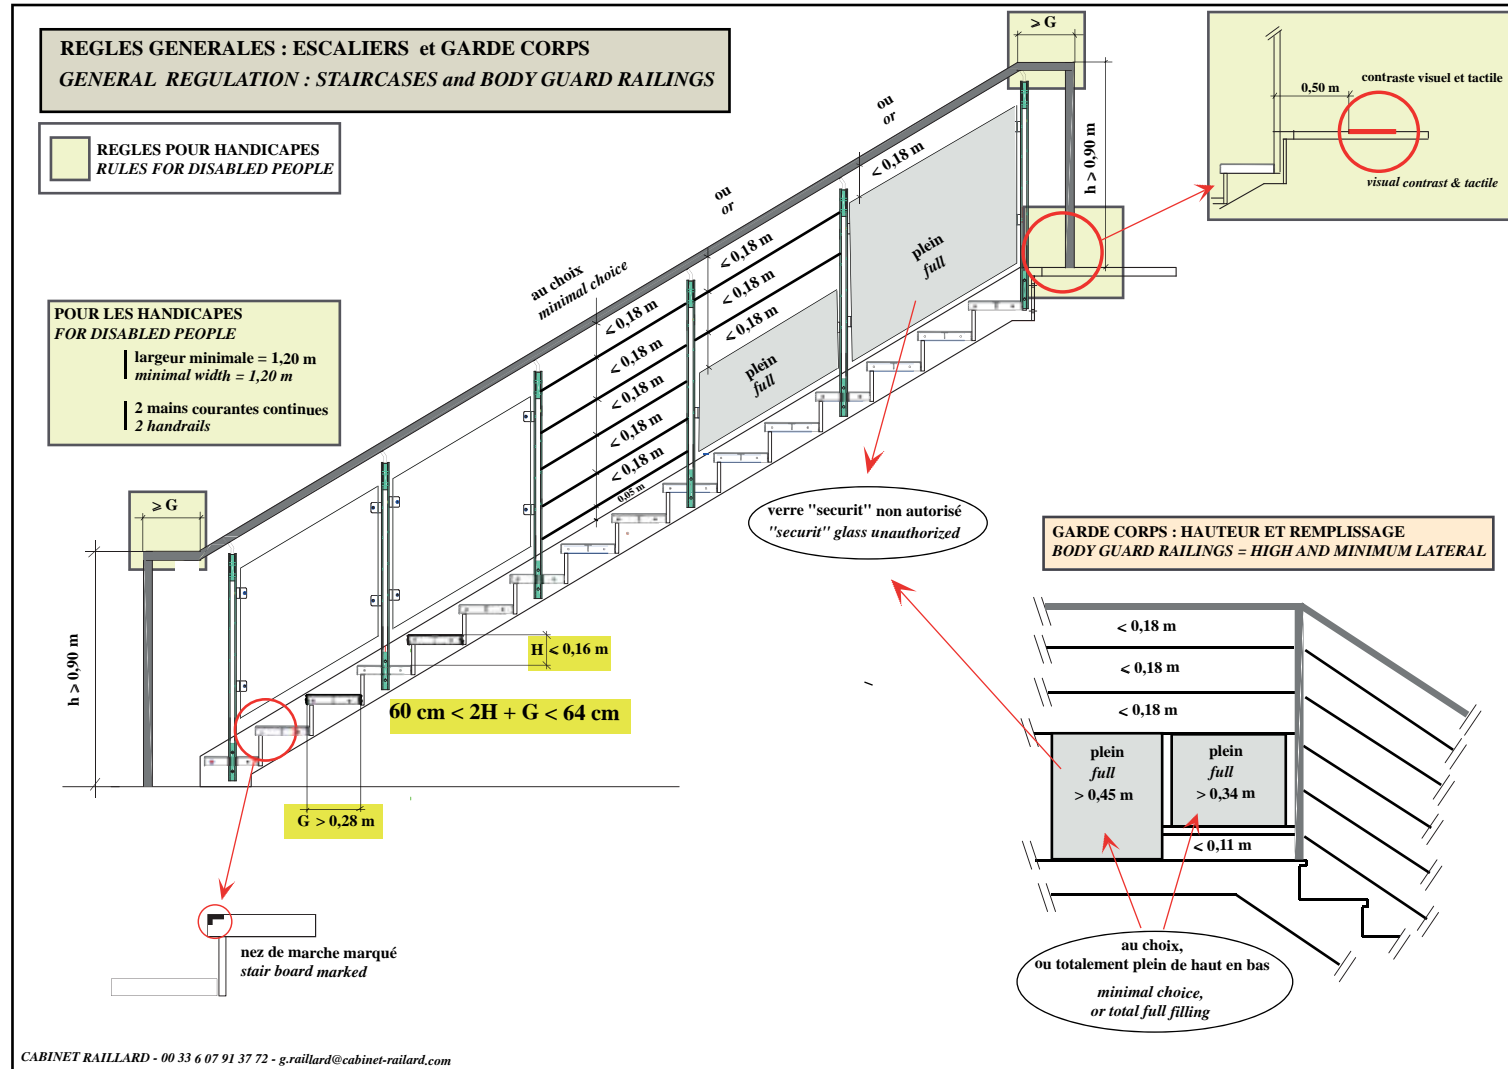 REGLES GENERALES : ESCALIERS et GARDE CORPS
GENERAL REGULATION : STAIRCASES and BODY GUARD RAILINGS
REGLES POUR HANDICAPES
RULES FOR DISABLED PEOPLE
POUR LES HANDICAPES
FOR DISABLED PEOPLE
largeur minimale = 1,20 m
minimal width = 1,20 m
2 mains courantes continues
2 handrails
≥ G
h > 0,90 m
au choix
minimal choice
< 0,18 m
< 0,18 m
< 0,18 m
< 0,18 m
< 0,18 m
0,05 m
ou
or
< 0,18 m
< 0,18 m
< 0,18 m
plein
full
ou
or
< 0,18 m
plein
full
≥ G
h > 0,90 m
contraste visuel et tactile
0,50 m
visual contrast & tactile
verre "securit" non autorisé
"securit" glass unauthorized
H < 0,16 m
60 cm < 2H + G < 64 cm
G > 0,28 m
nez de marche marqué
stair board marked
GARDE CORPS : HAUTEUR ET REMPLISSAGE
BODY GUARD RAILINGS = HIGH AND MINIMUM LATERAL
< 0,18 m
< 0,18 m
< 0,18 m
plein
full
> 0,45 m
plein
full
> 0,34 m
< 0,11 m
au choix,
ou totalement plein de haut en bas
minimal choice,
or total full filling
CABINET RAILLARD - 00 33 6 07 91 37 72 - g.raillard@cabinet-railard.com